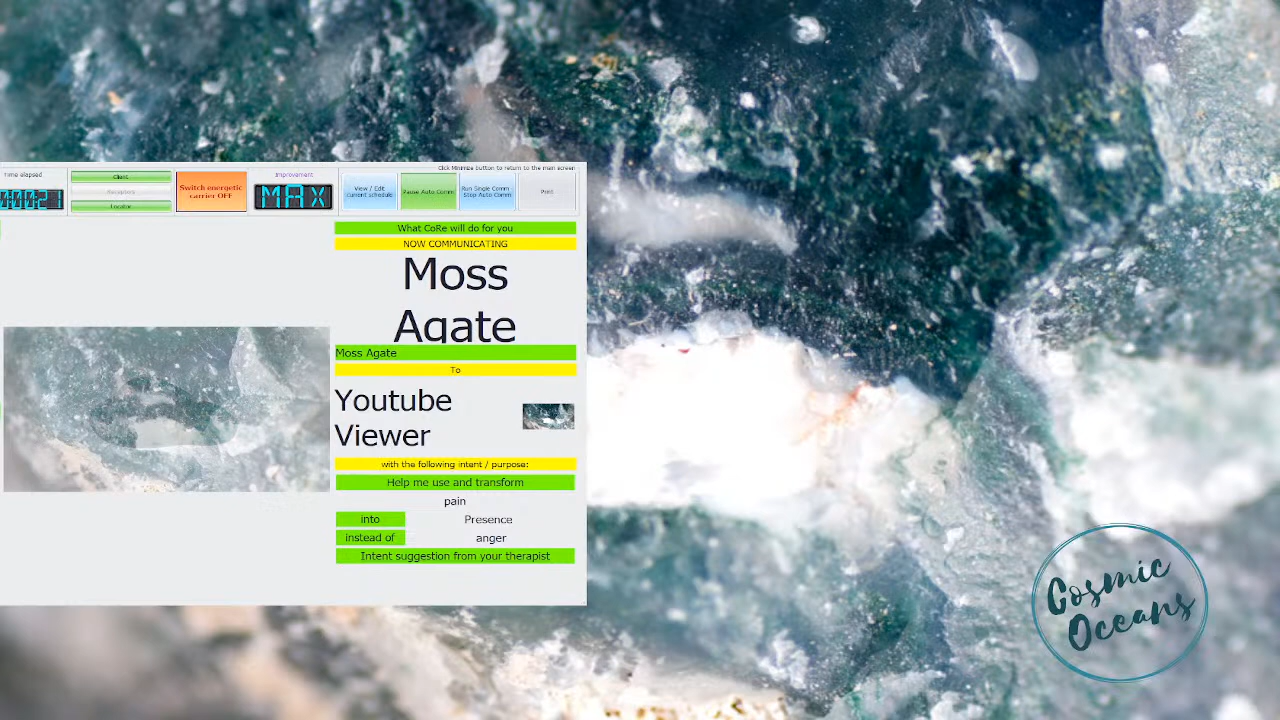 Click Minimize button to return to the main screen
Time elapsed
Client
Improvement
Switch energetic
carrier OFF
MAX
View / Edit
current schedule
Pause Auto Comm
Run Single Comm
Stop Auto Comm
Print
Receptors
Locator
What CoRe will do for you
NOW COMMUNICATING
Moss
Agate
Moss Agate
To
Youtube
Viewer
with the following intent / purpose:
Help me use and transform
pain
into
Presence
instead of
anger
Intent suggestion from your therapist
Cosmic
Oceans